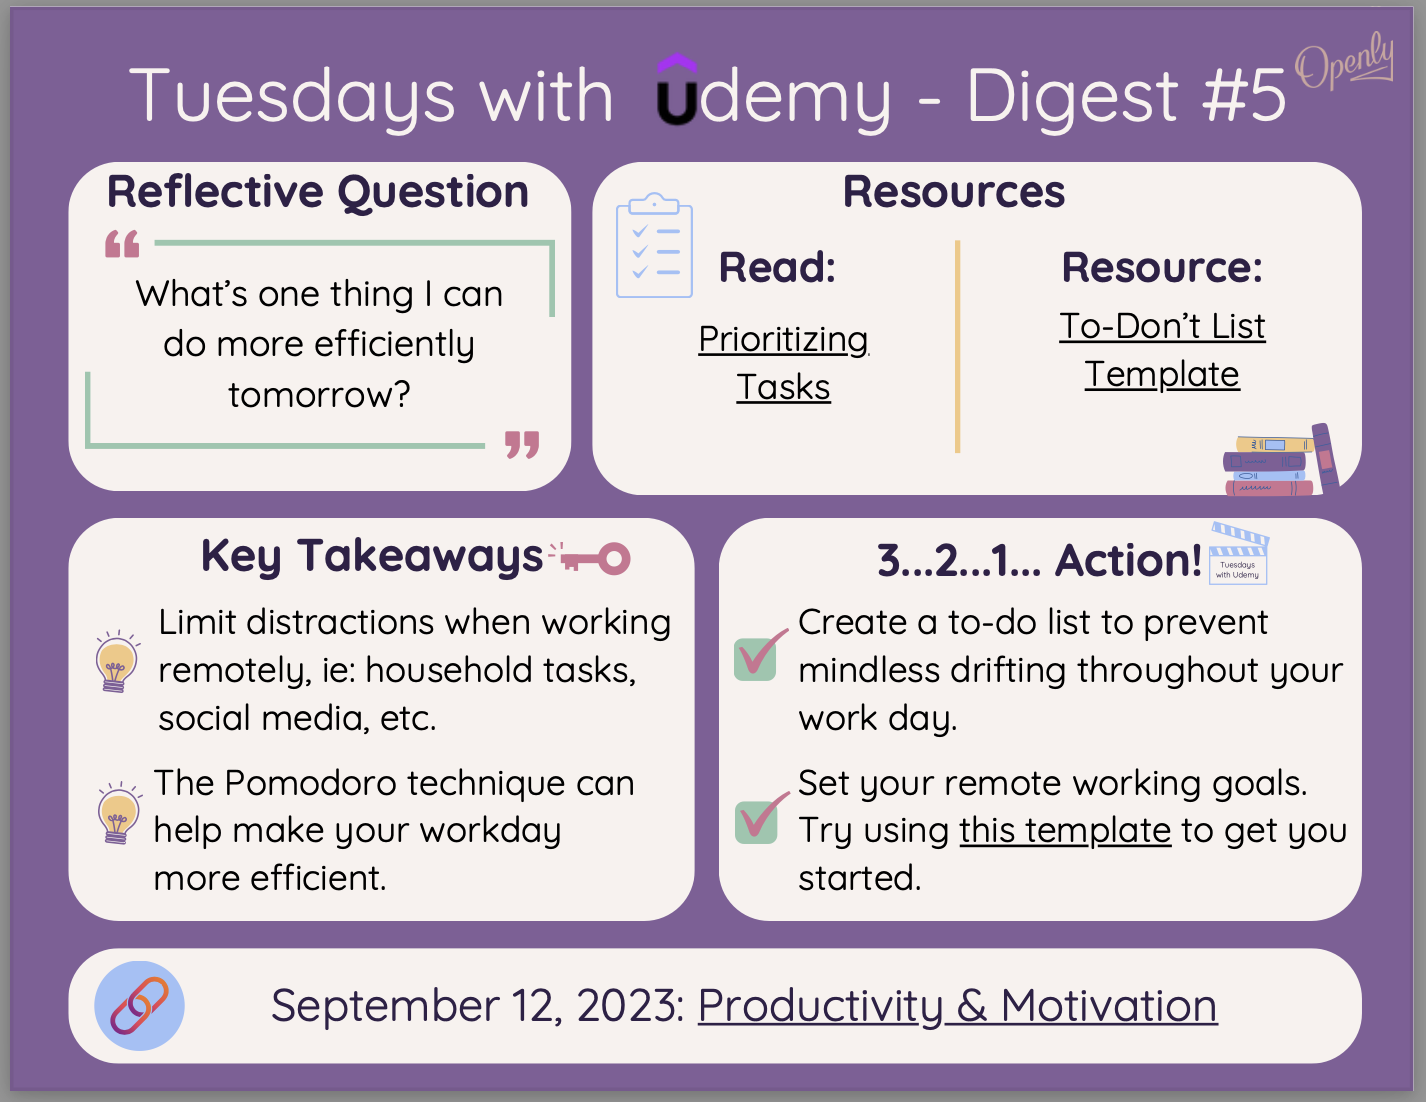 Openly
Tuesdays with Udemy - Digest #5
Reflective Question
“
What’s one thing I can
do more efficiently
tomorrow?
”
Resources
Read:
Prioritizing
Tasks
Resource:
To-Don’t List
Template
Key Takeaways
Limit distractions when working
remotely, ie: household tasks,
social media, etc.
The Pomodoro technique can
help make your workday
more efficient.
3...2...1... Action!
Tuesdays
with Udemy
Create a to-do list to prevent
mindless drifting throughout your
work day.
Set your remote working goals.
Try using this template to get you
started.
September 12, 2023: Productivity & Motivation